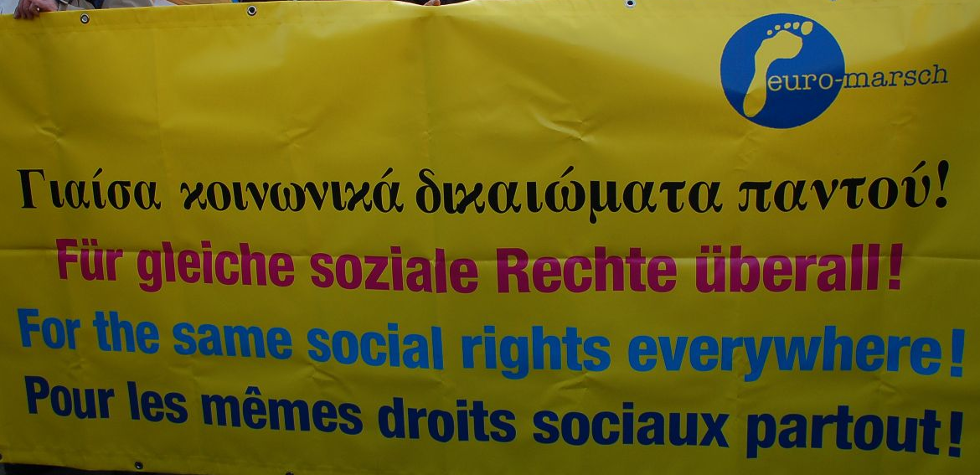 euro-marsch
Γιαίσα κοινωνικά δικαιώματα παντού!
Für gleiche soziale Rechte überall!
For the same social rights everywhere!
Pour les mêmes droits sociaux partout!